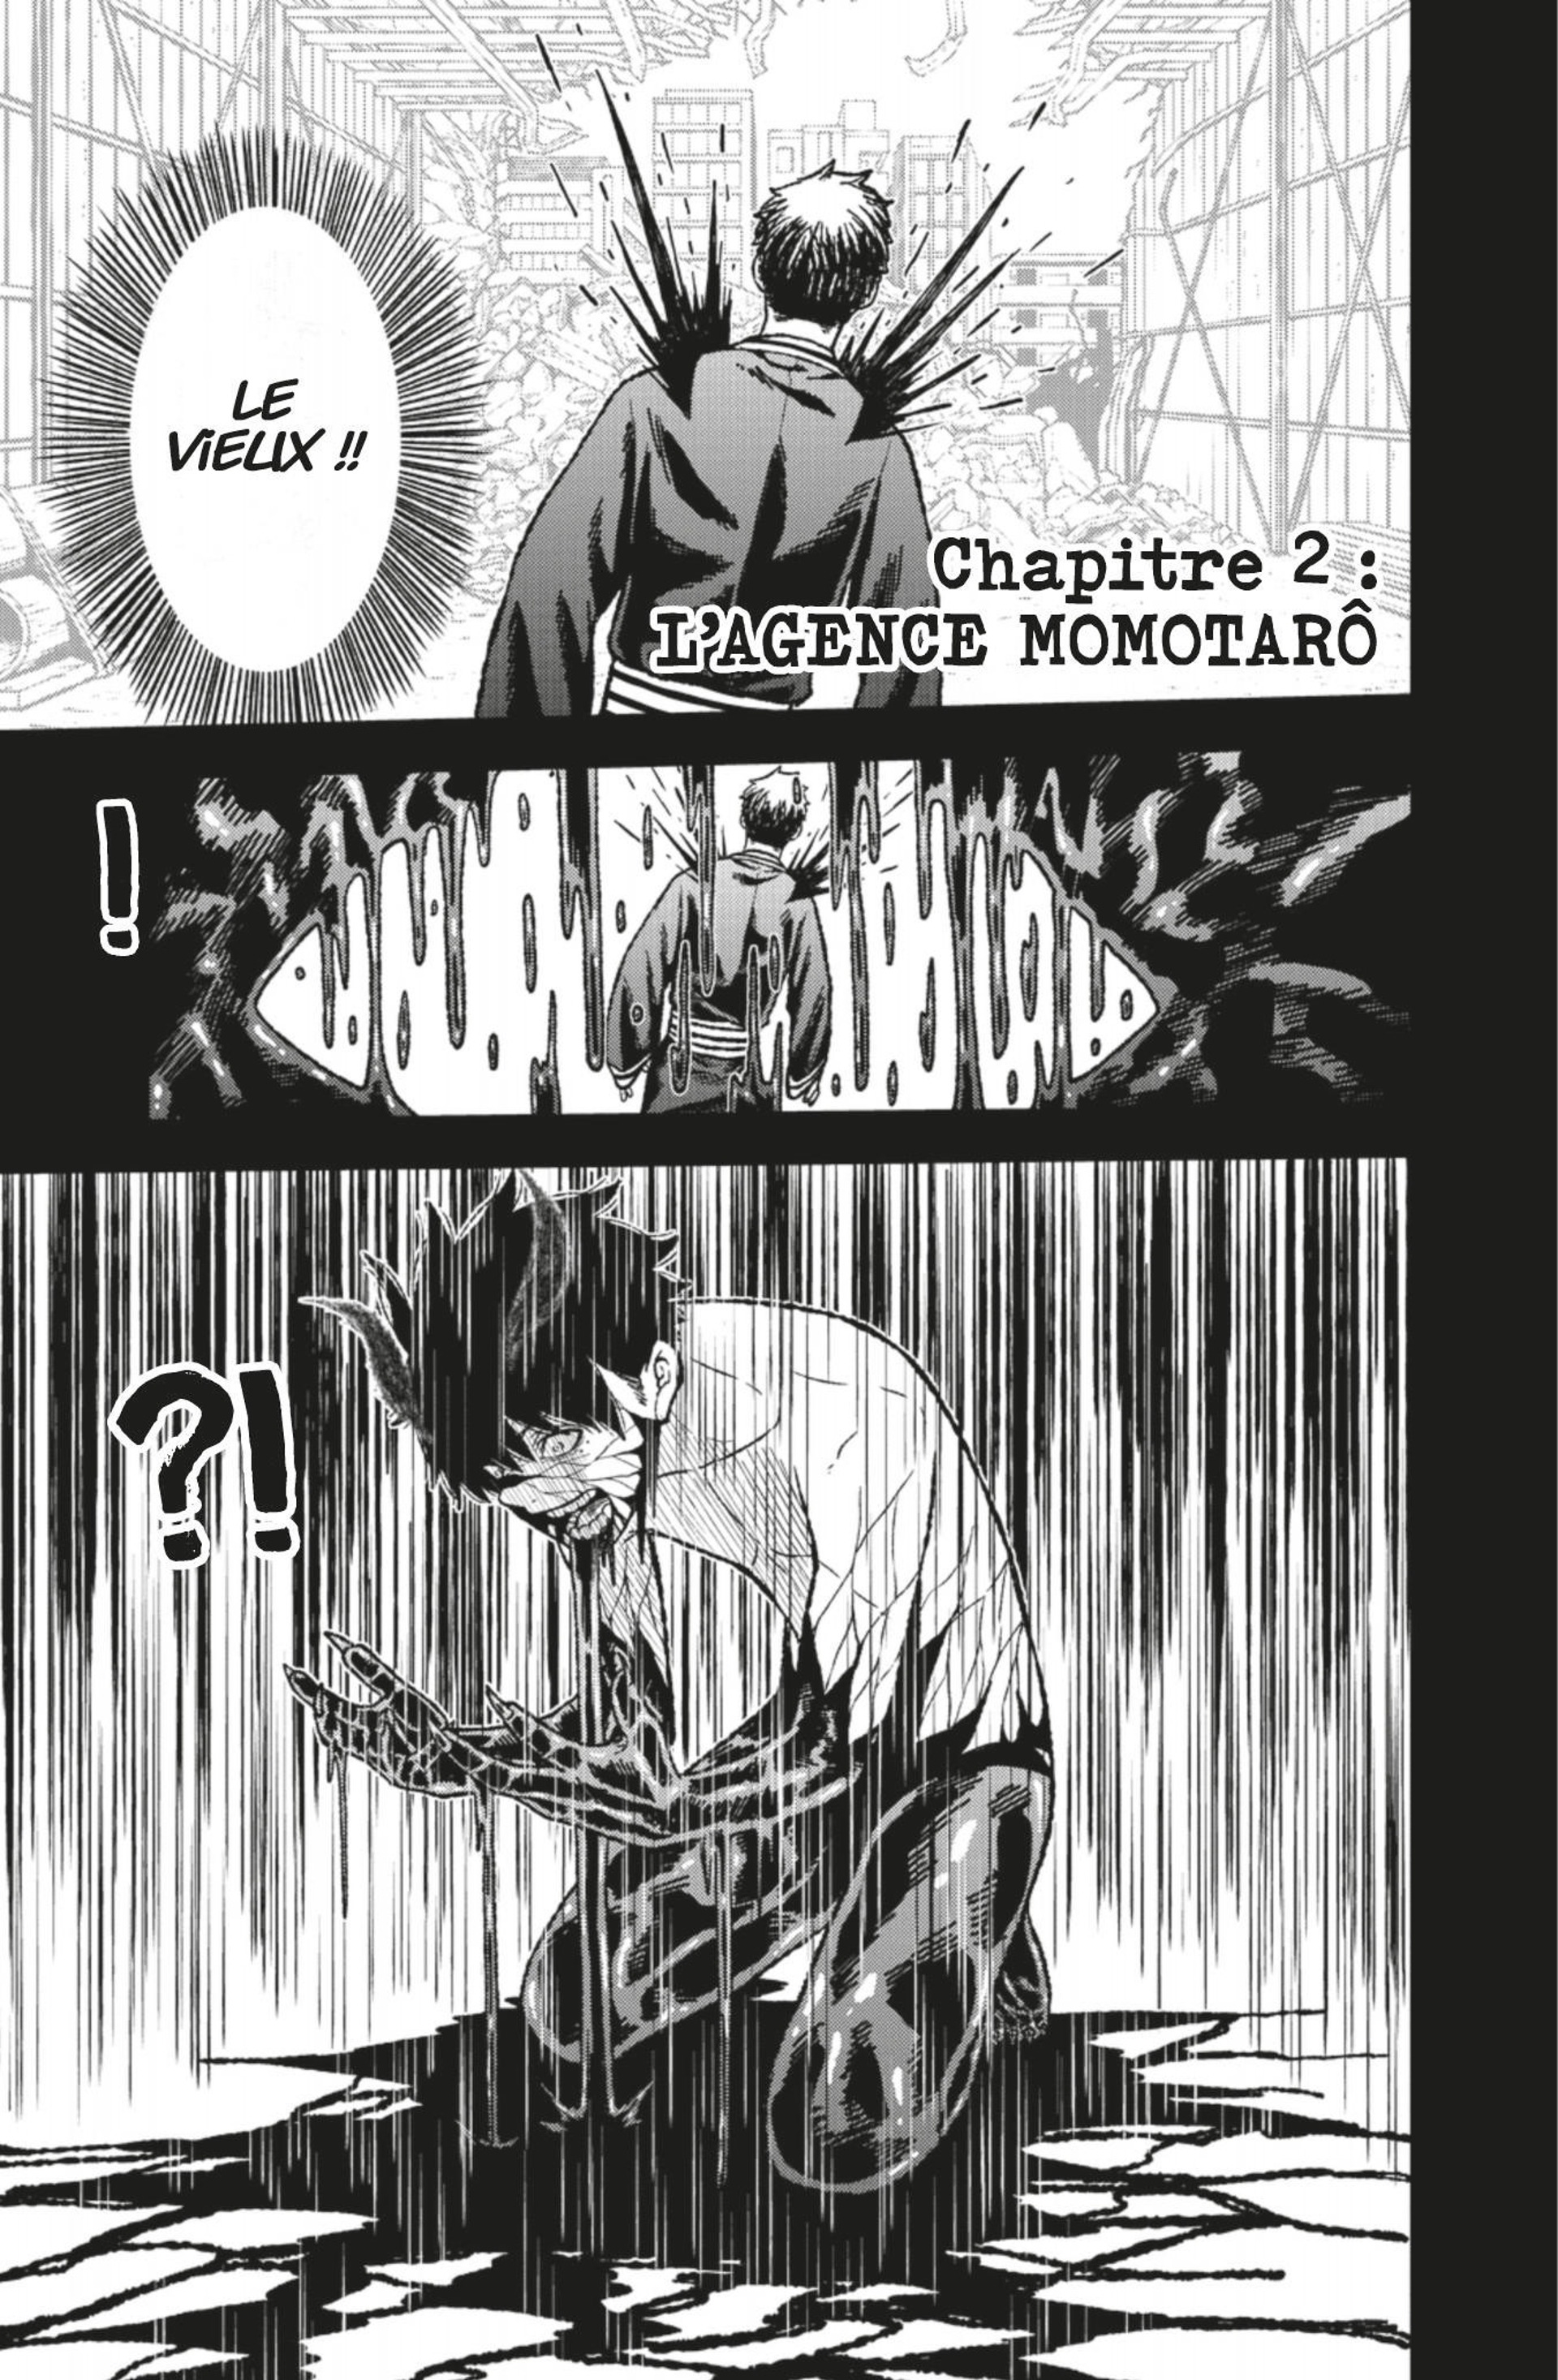 LE
VIEUX !!
Chapitre 2 :
L'AGENCE MOMOTARÔ
!
?!